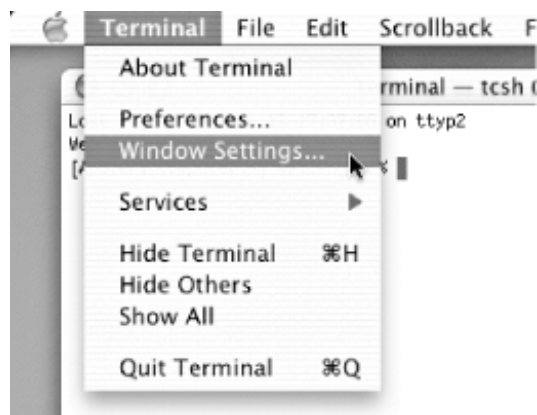 Terminal File Edit Scrollback F
About Terminal
rminal — tcsh (
Preferences...
on ttyp2
Window Settings...
%
Services
Hide Terminal ⌘H
Hide Others
Show All
Quit Terminal ⌘Q